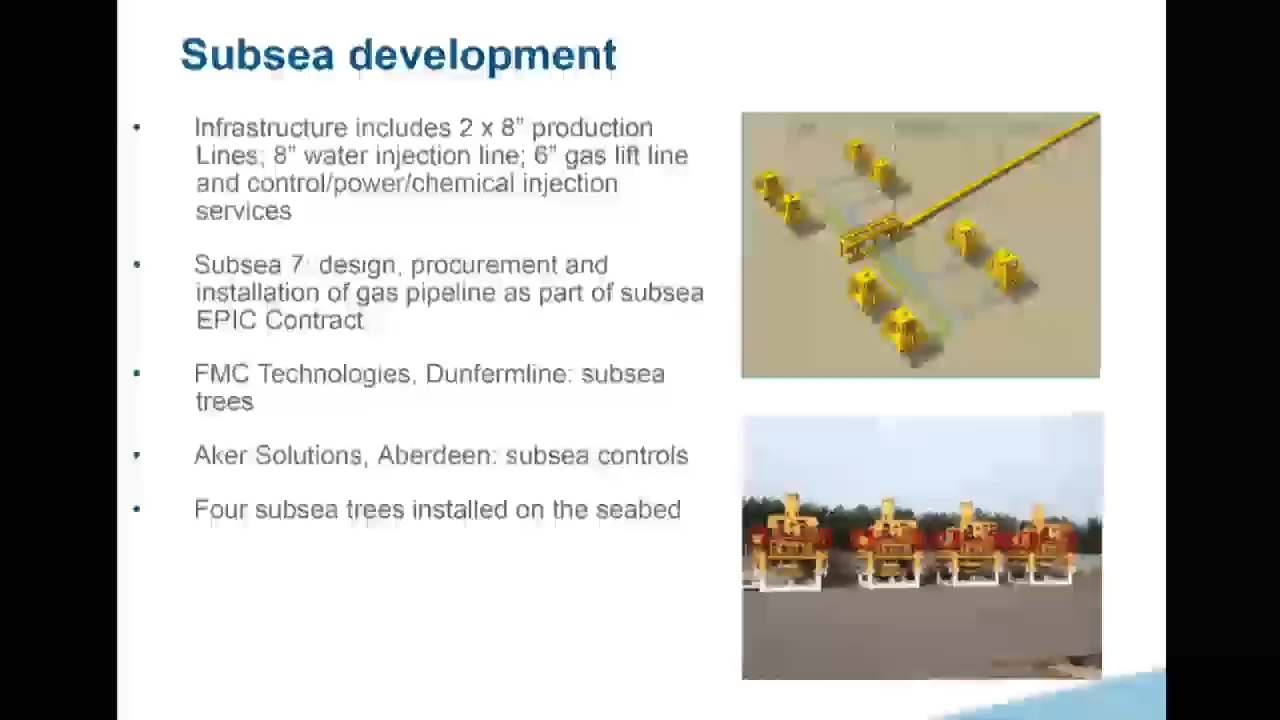 Subsea development
• Infrastructure includes 2 x 8” production
Lines; 8” water injection line; 6” gas lift line
and control/power/chemical injection
services
• Subsea 7: design, procurement and
installation of gas pipeline as part of subsea
EPIC Contract
• FMC Technologies, Dunfermline: subsea
trees
• Aker Solutions, Aberdeen: subsea controls
• Four subsea trees installed on the seabed